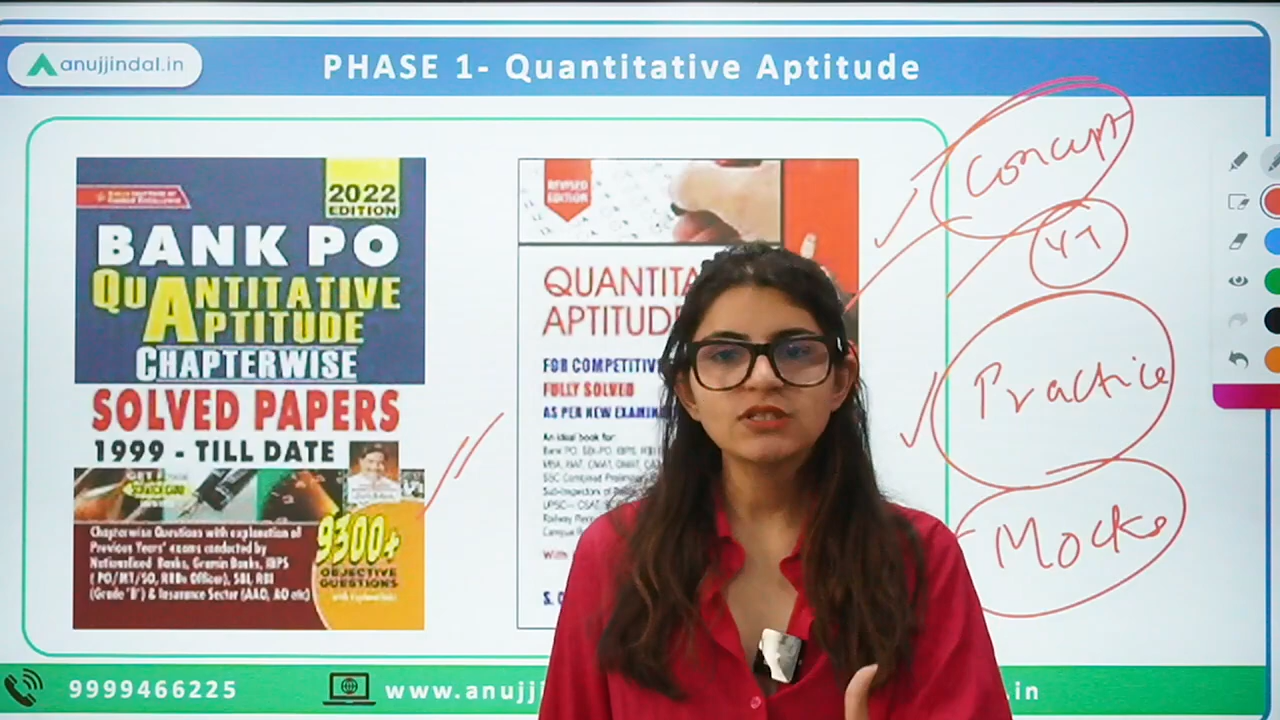 anujjindal.in
PHASE 1- Quantitative Aptitude
2022
EDITION
BANK PO
QUANTITATIVE
APTITUDE
CHAPTERWISE
SOLVED PAPERS
1999 - TILL DATE
Chapterwise Questions with explanation of
Previous Years' exams conducted by
Nationalised Banks, Gramin Banks, IBPS
(PO/MT/SO, RRBs Officer), SBI, RBI
(Grade 'B') & Insurance Sector (AAO, AO etc)
9300+
OBJECTIVE
QUESTIONS
REVISED
EDITION
QUANTITA
APTITUD
FOR COMPETITIV
FULLY SOLVED
AS PER NEW EXAMIN
An ideal book for:
With
S.
Concept
YT
Practice
Mocks
9999466225
www.anujj
.in